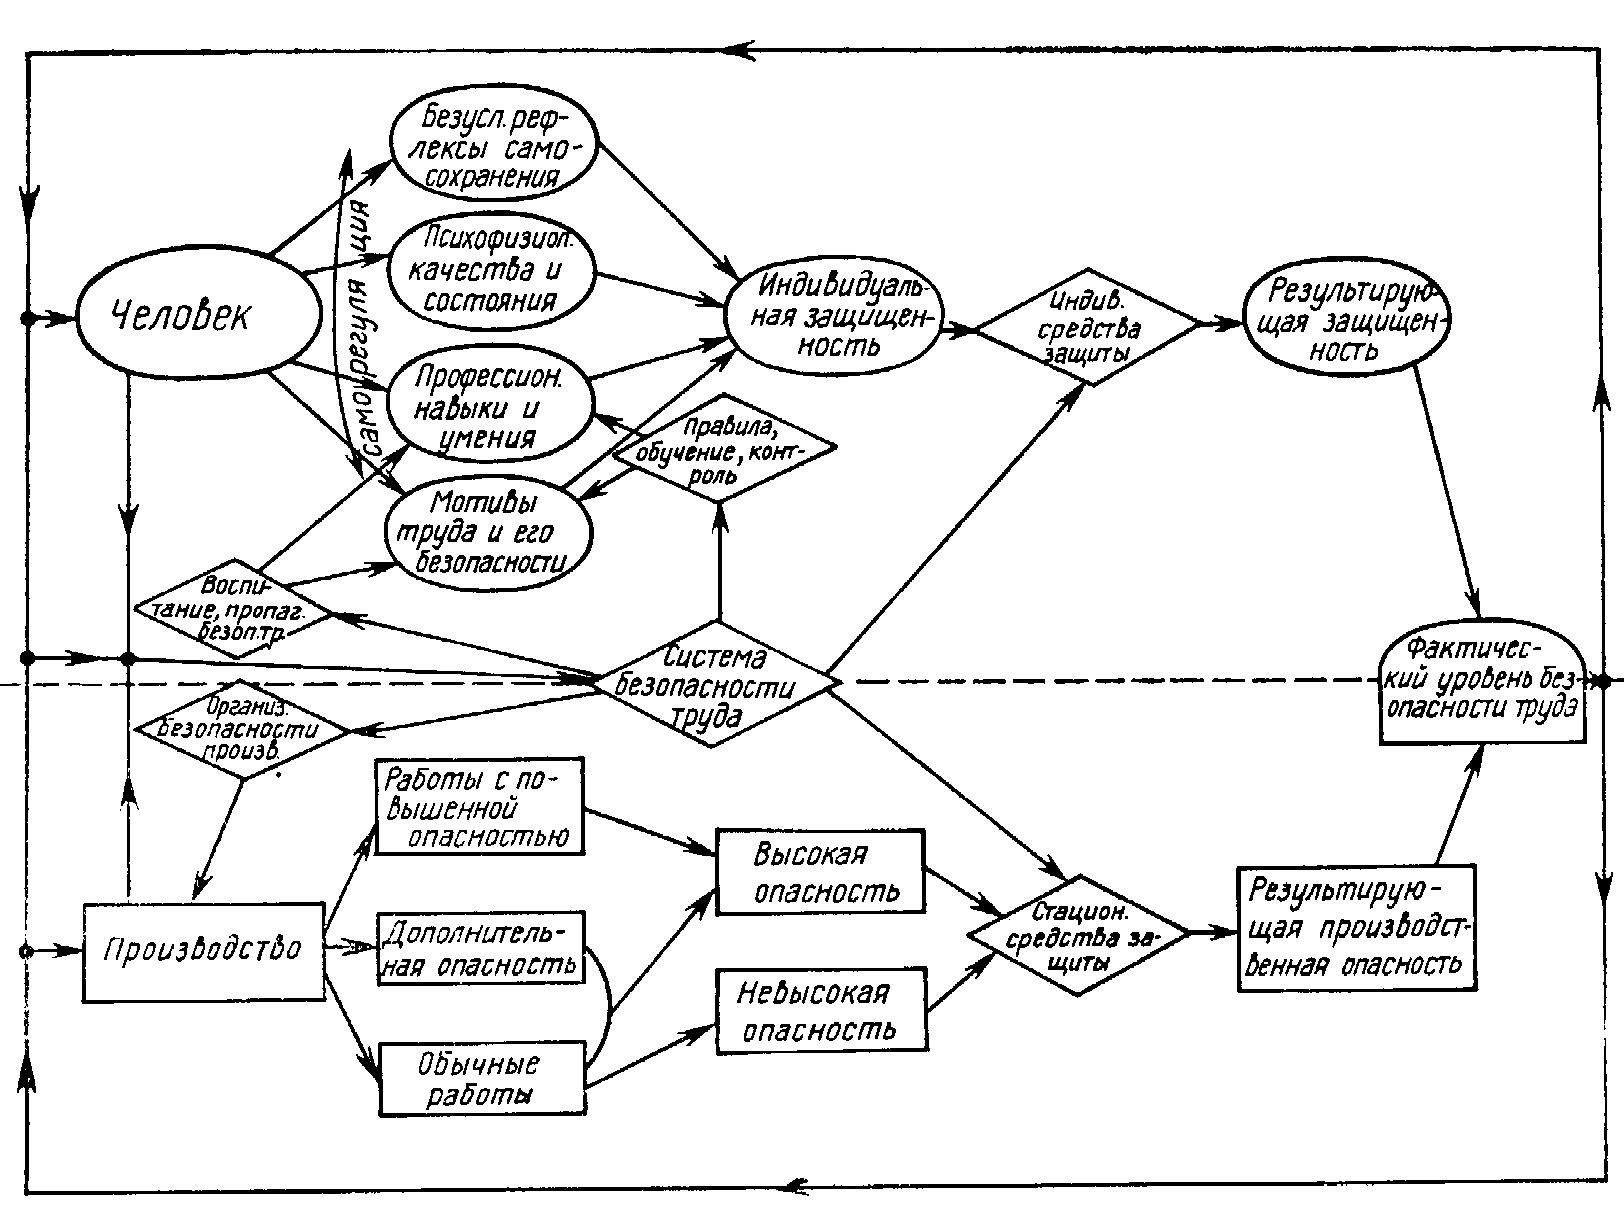 Безусл. реф-
лексы само-
сохранения
Психофизиол.
качества и
состояния
Человек
саморегуля ция
Профессион.
навыки и
умения
Мотивы
труда и его
безопасности
Индивидуаль-
ная защищен-
ность
Индив.
средства
защиты
Результирую-
щая защищен-
ность
Правила,
обучение, конт-
роль
Воспи-
тание, пропаг.
безоп.тр.
Система
безопасности
труда
Фактичес-
кий уровень без-
опасности труда
Организ.
безопасности
произв.
Производство
Работы с по-
вышенной
опасностью
Дополнитель-
ная опасность
Обычные
работы
Высокая
опасность
Невысокая
опасность
Стацион.
средства за-
щиты
Результирую-
щая производст-
венная опасность